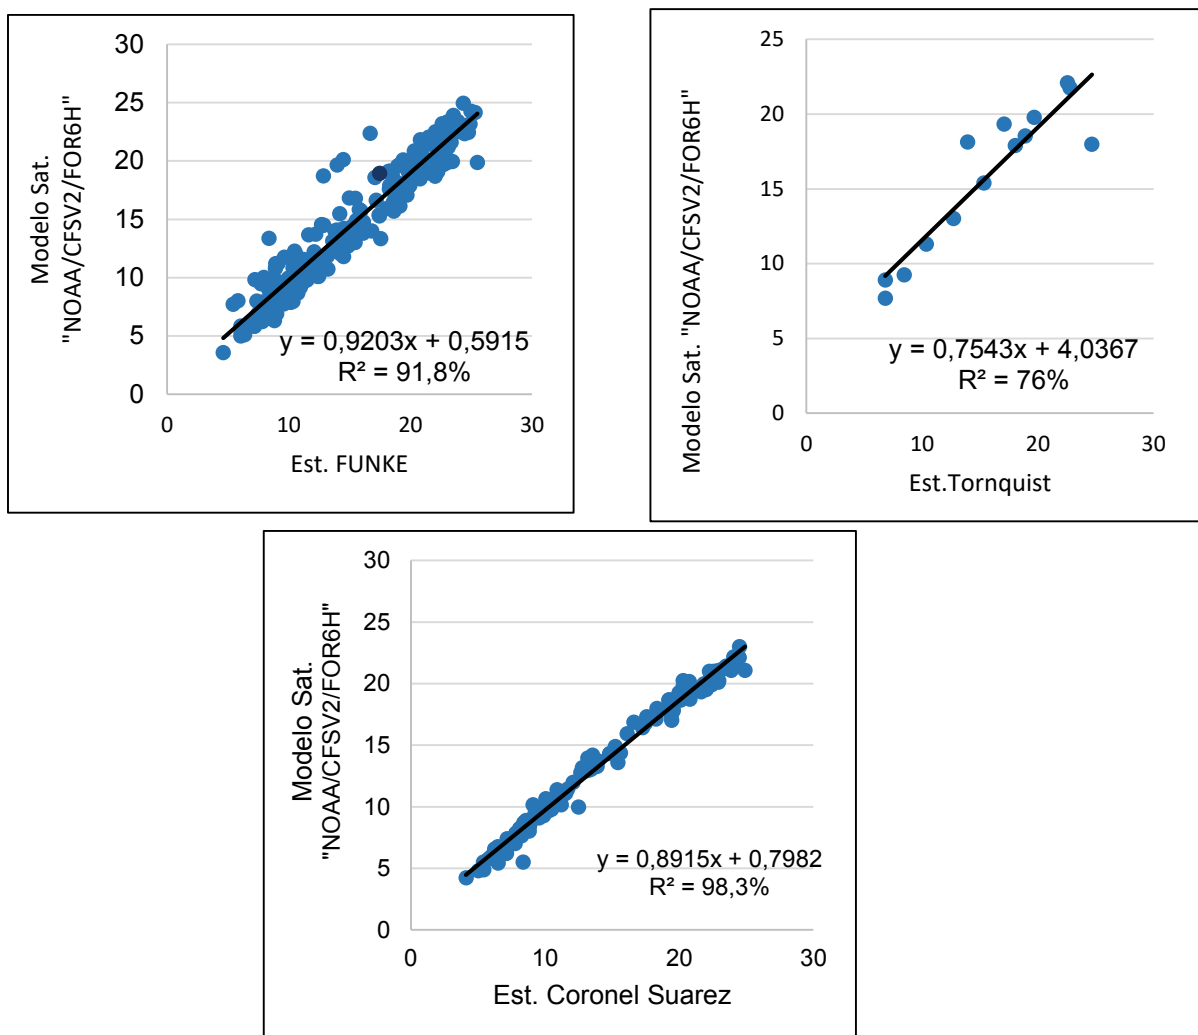 30
25
20
15
10
5
0
0 10 20 30
Modelo Sat.
"NOAA/CFSV2/FOR6H"
y = 0,9203x + 0,5915
R² = 91,8%
Est. FUNKE
25
20
15
10
5
0
0 10 20 30
Modelo Sat. "NOAA/CFSV2/FOR6H"
y = 0,7543x + 4,0367
R² = 76%
Est.Tornquist
30
25
20
15
10
5
0
0 10 20 30
Modelo Sat.
"NOAA/CFSV2/FOR6H"
y = 0,8915x + 0,7982
R² = 98,3%
Est. Coronel Suarez